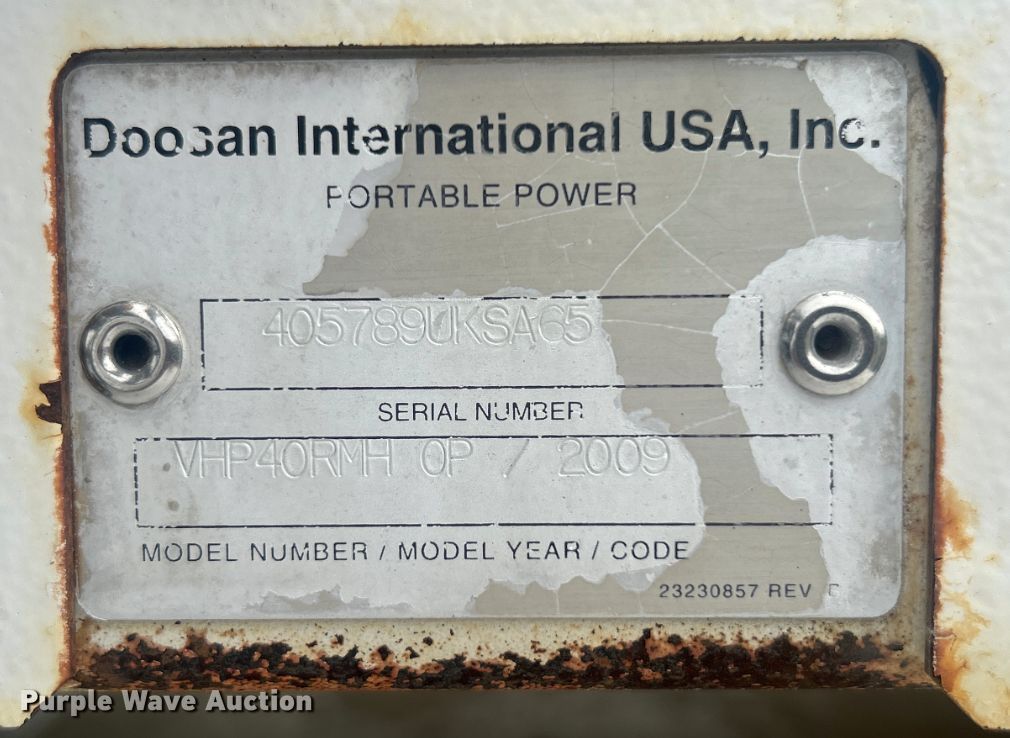 Doosan International USA, Inc.
PORTABLE POWER
405789UKSA65
SERIAL NUMBER
VHP40RMH 0P / 2009
MODEL NUMBER / MODEL YEAR / CODE
23230857 REV
Purple Wave Auction